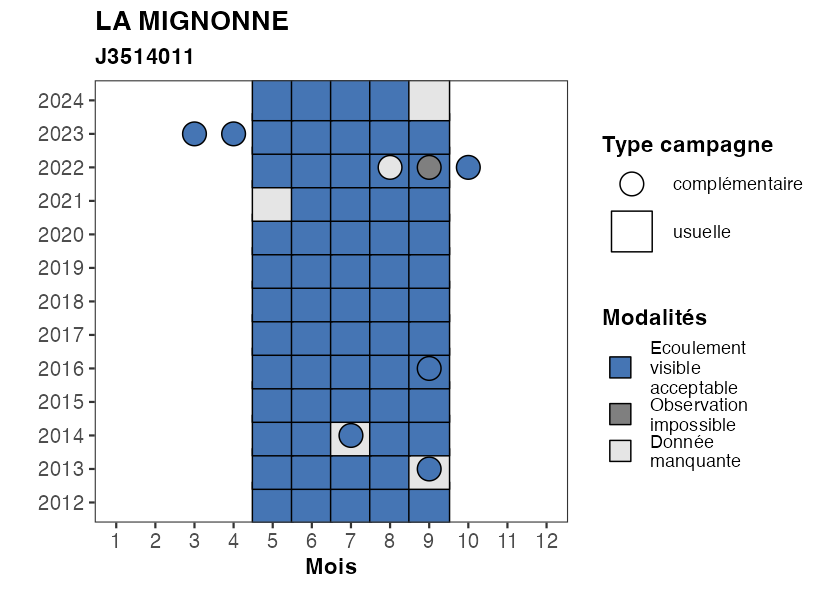 LA MIGNONNE
J3514011
2024
2023
2022
2021
2020
2019
2018
2017
2016
2015
2014
2013
2012
1 2 3 4 5 6 7 8 9 10 11 12
Mois
Type campagne
complémentaire
usuelle
Modalités
Ecoulement
visible
acceptable
Observation
impossible
Donnée
manquante